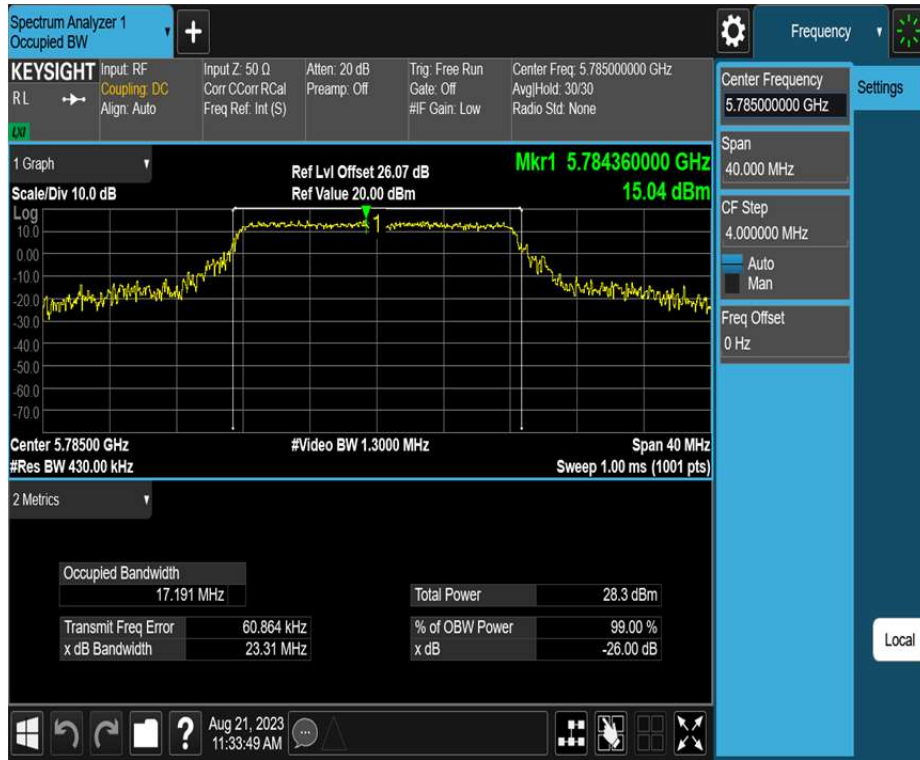 Spectrum Analyzer 1
Occupied BW
+
Frequency
KEYSIGHT
RL
LXI
Input: RF
Coupling: DC
Align: Auto
Input Z: 50 Ω
Corr CCorr RCal
Freq Ref: Int (S)
Atten: 20 dB
Preamp: Off
Trig: Free Run
Gate: Off
#IF Gain: Low
Center Freq: 5.785000000 GHz
Avg|Hold: 30/30
Radio Std: None
Center Frequency
5.785000000 GHz
Settings
Span
40.000 MHz
CF Step
4.000000 MHz
Auto
Man
Freq Offset
0 Hz
Local
1 Graph
Scale/Div 10.0 dB
Ref Lvl Offset 26.07 dB
Ref Value 20.00 dBm
Mkr1 5.784360000 GHz
15.04 dBm
Log
10.0
0.00
-10.0
-20.0
-30.0
-40.0
-50.0
-60.0
-70.0
1
Center 5.78500 GHz
#Res BW 430.00 kHz
#Video BW 1.3000 MHz
Span 40 MHz
Sweep 1.00 ms (1001 pts)
2 Metrics
Occupied Bandwidth
17.191 MHz
Transmit Freq Error 60.864 kHz
x dB Bandwidth 23.31 MHz
Total Power 28.3 dBm
% of OBW Power 99.00 %
x dB -26.00 dB
?
Aug 21, 2023
11:33:49 AM